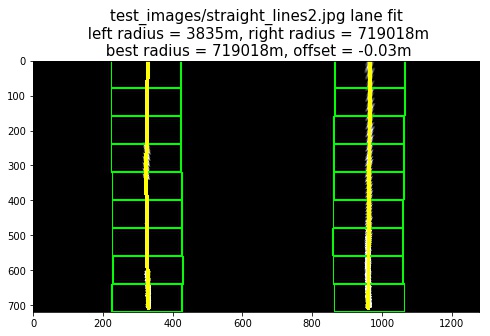 test_images/straight_lines2.jpg lane fit
left radius = 3835m, right radius = 719018m
best radius = 719018m, offset = -0.03m
0
100
200
300
400
500
600
700
0 200 400 600 800 1000 1200